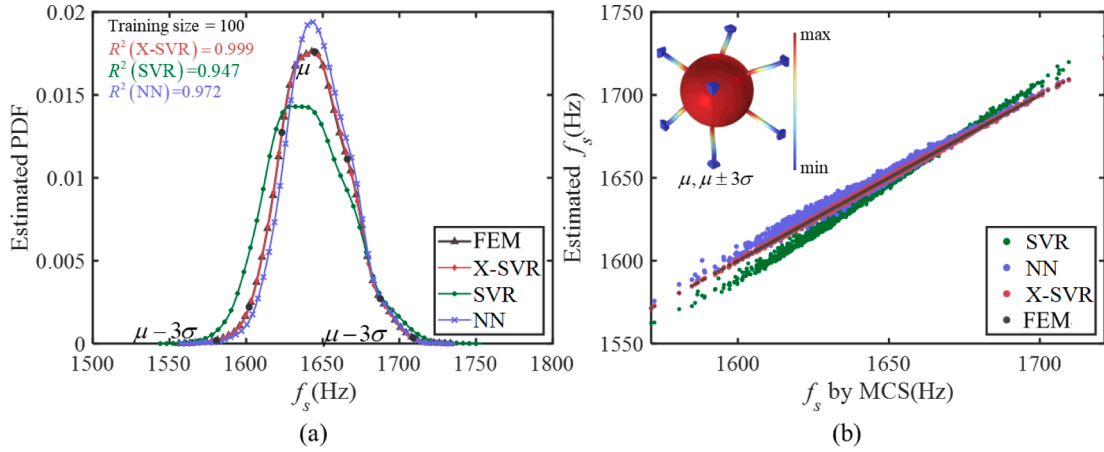 Training size = 100
R² (X-SVR) = 0.999
R² (SVR) = 0.947
R² (NN) = 0.972
μ
μ − 3σ
μ − 3σ
FEM
X-SVR
SVR
NN
0.02
0.015
0.01
0.005
0
Estimated PDF
1500 1550 1600 1650 1700 1750 1800
f_s(Hz)
(a)
max
min
μ, μ ± 3σ
SVR
NN
X-SVR
FEM
1750
1700
1650
1600
1550
Estimated f_s(Hz)
1600 1650 1700
f_s by MCS(Hz)
(b)